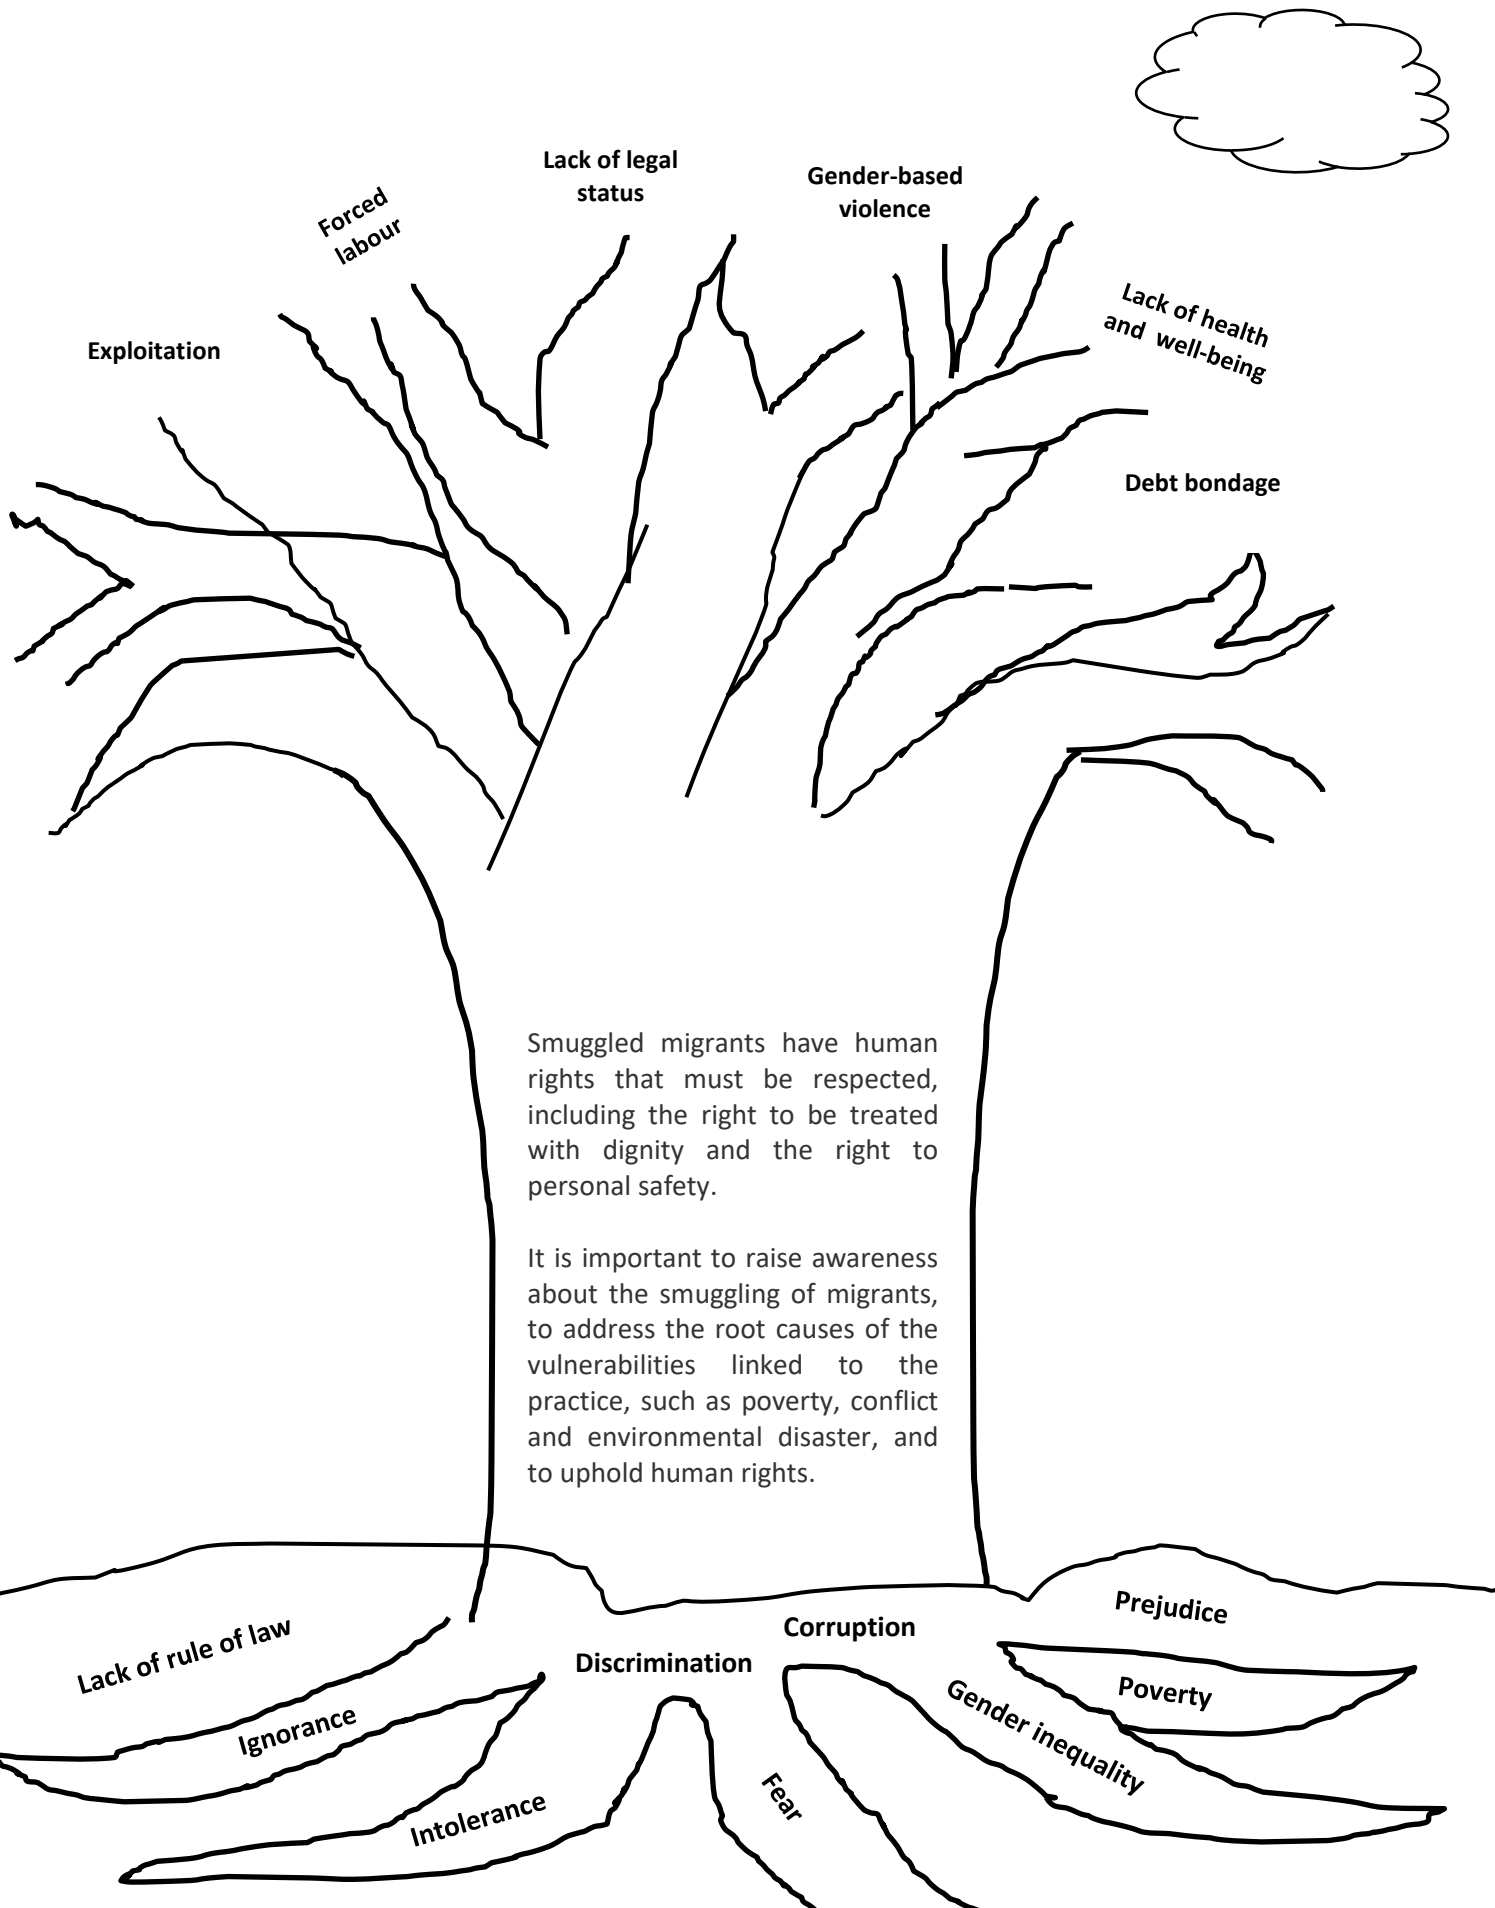 Lack of legal
status
Gender-based
violence
Forced
labour
Lack of health
and well-being
Exploitation
Debt bondage
Smuggled migrants have human
rights that must be respected,
including the right to be treated
with dignity and the right to
personal safety.
It is important to raise awareness
about the smuggling of migrants,
to address the root causes of the
vulnerabilities linked to the
practice, such as poverty, conflict
and environmental disaster, and
to uphold human rights.
Lack of rule of law
Discrimination
Corruption
Prejudice
Ignorance
Poverty
Gender inequality
Intolerance
Fear